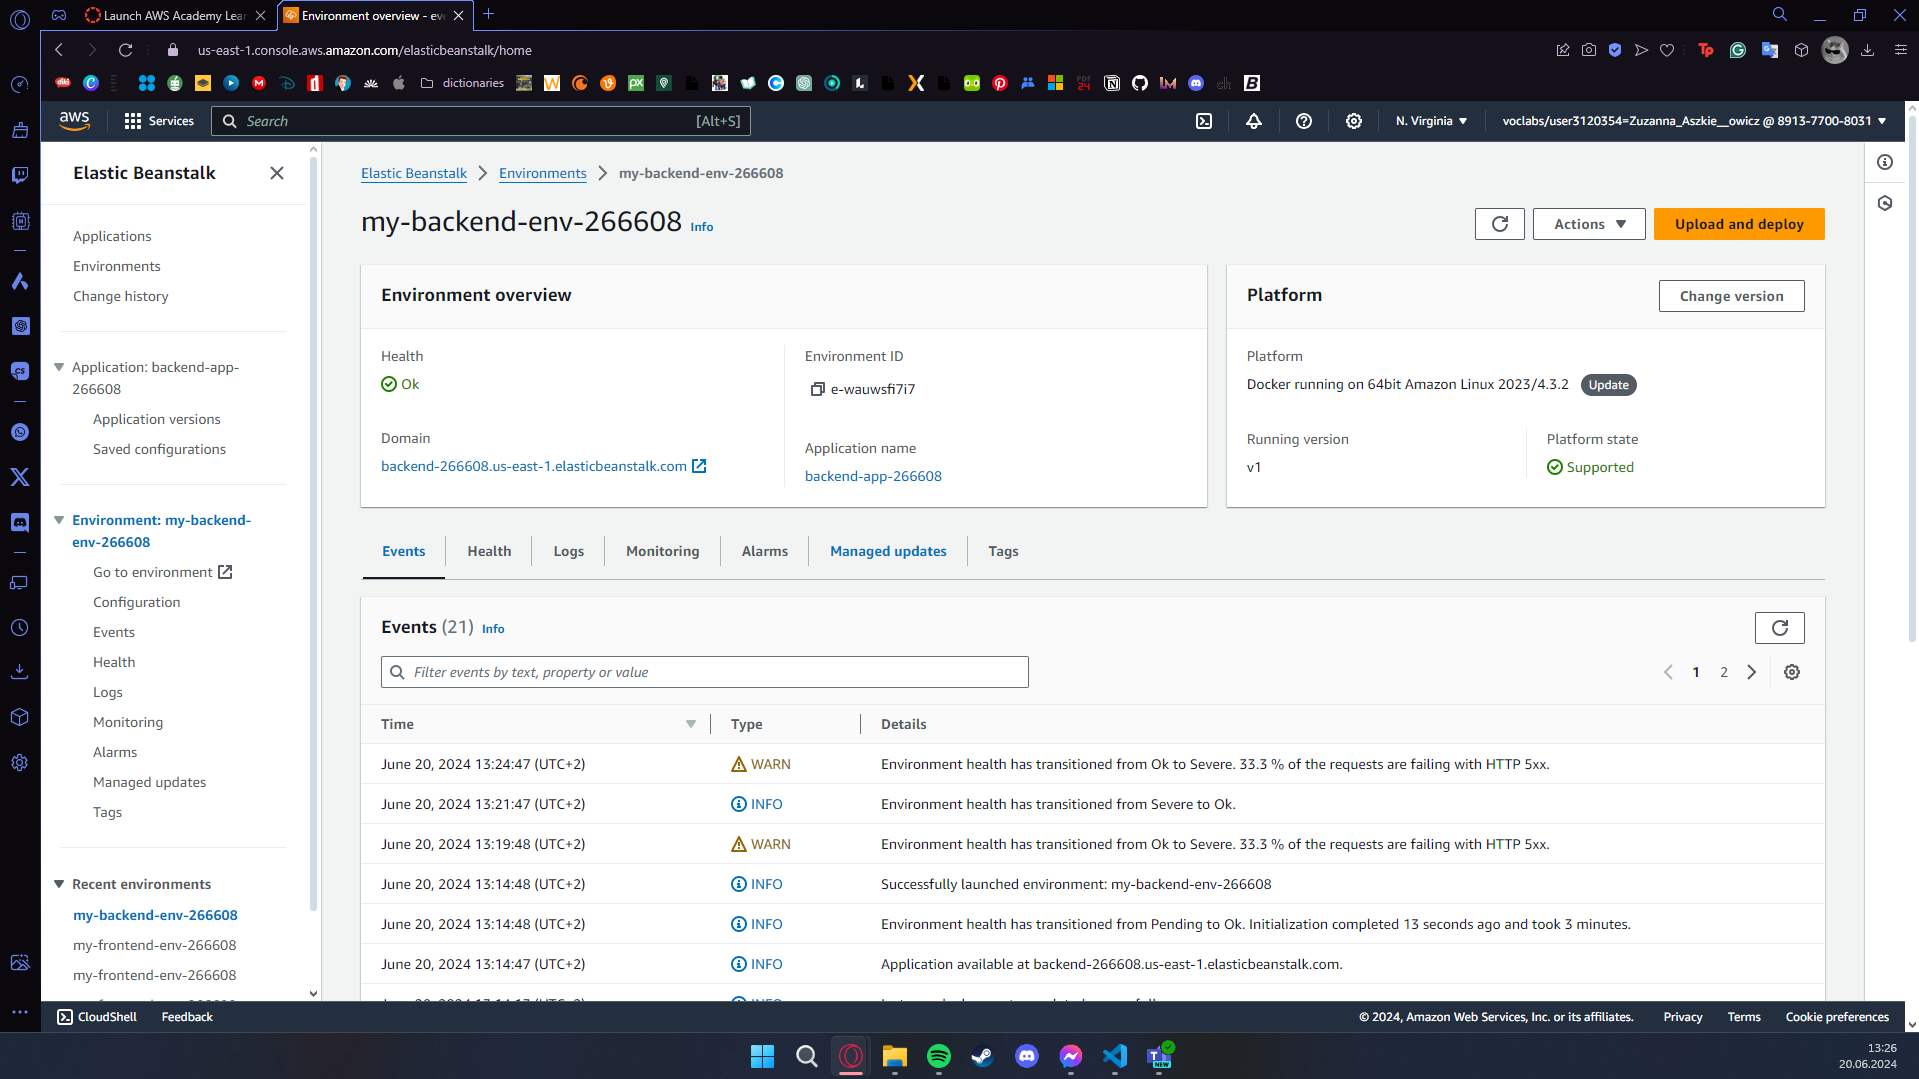 Launch AWS Academy Lear
Environment overview - eve
us-east-1.console.aws.amazon.com/elasticbeanstalk/home
dictionaries
aws
Services
Search
[Alt+S]
N. Virginia
voclabs/user3120354=Zuzanna_Aszkie__owicz @ 8913-7700-8031
Elastic Beanstalk
Applications
Environments
Change history
Application: backend-app-
266608
Application versions
Saved configurations
Environment: my-backend-
env-266608
Go to environment
Configuration
Events
Health
Logs
Monitoring
Alarms
Managed updates
Tags
Recent environments
my-backend-env-266608
my-frontend-env-266608
my-frontend-env-266608
Elastic Beanstalk
Environments
my-backend-env-266608
my-backend-env-266608 Info
Actions
Upload and deploy
Environment overview
Health
Ok
Domain
backend-266608.us-east-1.elasticbeanstalk.com
Environment ID
e-wauwsfi7i7
Application name
backend-app-266608
Platform
Change version
Platform
Docker running on 64bit Amazon Linux 2023/4.3.2
Update
Running version
v1
Platform state
Supported
Events
Health
Logs
Monitoring
Alarms
Managed updates
Tags
Events (21) Info
Filter events by text, property or value
1
2
Time Type Details
June 20, 2024 13:24:47 (UTC+2) WARN Environment health has transitioned from Ok to Severe. 33.3 % of the requests are failing with HTTP 5xx.
June 20, 2024 13:21:47 (UTC+2) INFO Environment health has transitioned from Severe to Ok.
June 20, 2024 13:19:48 (UTC+2) WARN Environment health has transitioned from Ok to Severe. 33.3 % of the requests are failing with HTTP 5xx.
June 20, 2024 13:14:48 (UTC+2) INFO Successfully launched environment: my-backend-env-266608
June 20, 2024 13:14:48 (UTC+2) INFO Environment health has transitioned from Pending to Ok. Initialization completed 13 seconds ago and took 3 minutes.
June 20, 2024 13:14:47 (UTC+2) INFO Application available at backend-266608.us-east-1.elasticbeanstalk.com.
CloudShell
Feedback
© 2024, Amazon Web Services, Inc. or its affiliates.
Privacy
Terms
Cookie preferences
13:26
20.06.2024